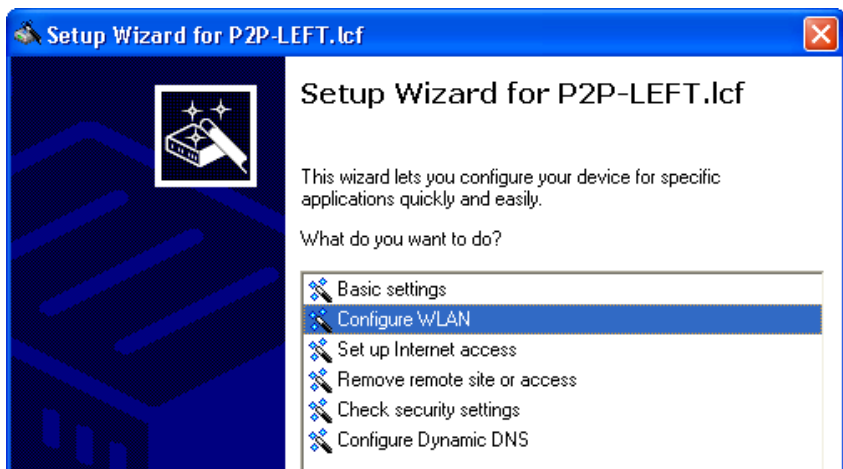 Setup Wizard for P2P-LEFT.lcf
Setup Wizard for P2P-LEFT.lcf
This wizard lets you configure your device for specific
applications quickly and easily.
What do you want to do?
Basic settings
Configure WLAN
Set up Internet access
Remove remote site or access
Check security settings
Configure Dynamic DNS